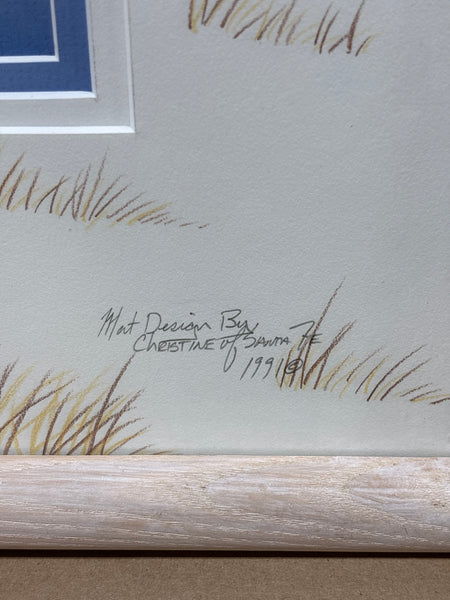 Mat Design By
Christine of Santa Fe
1991©